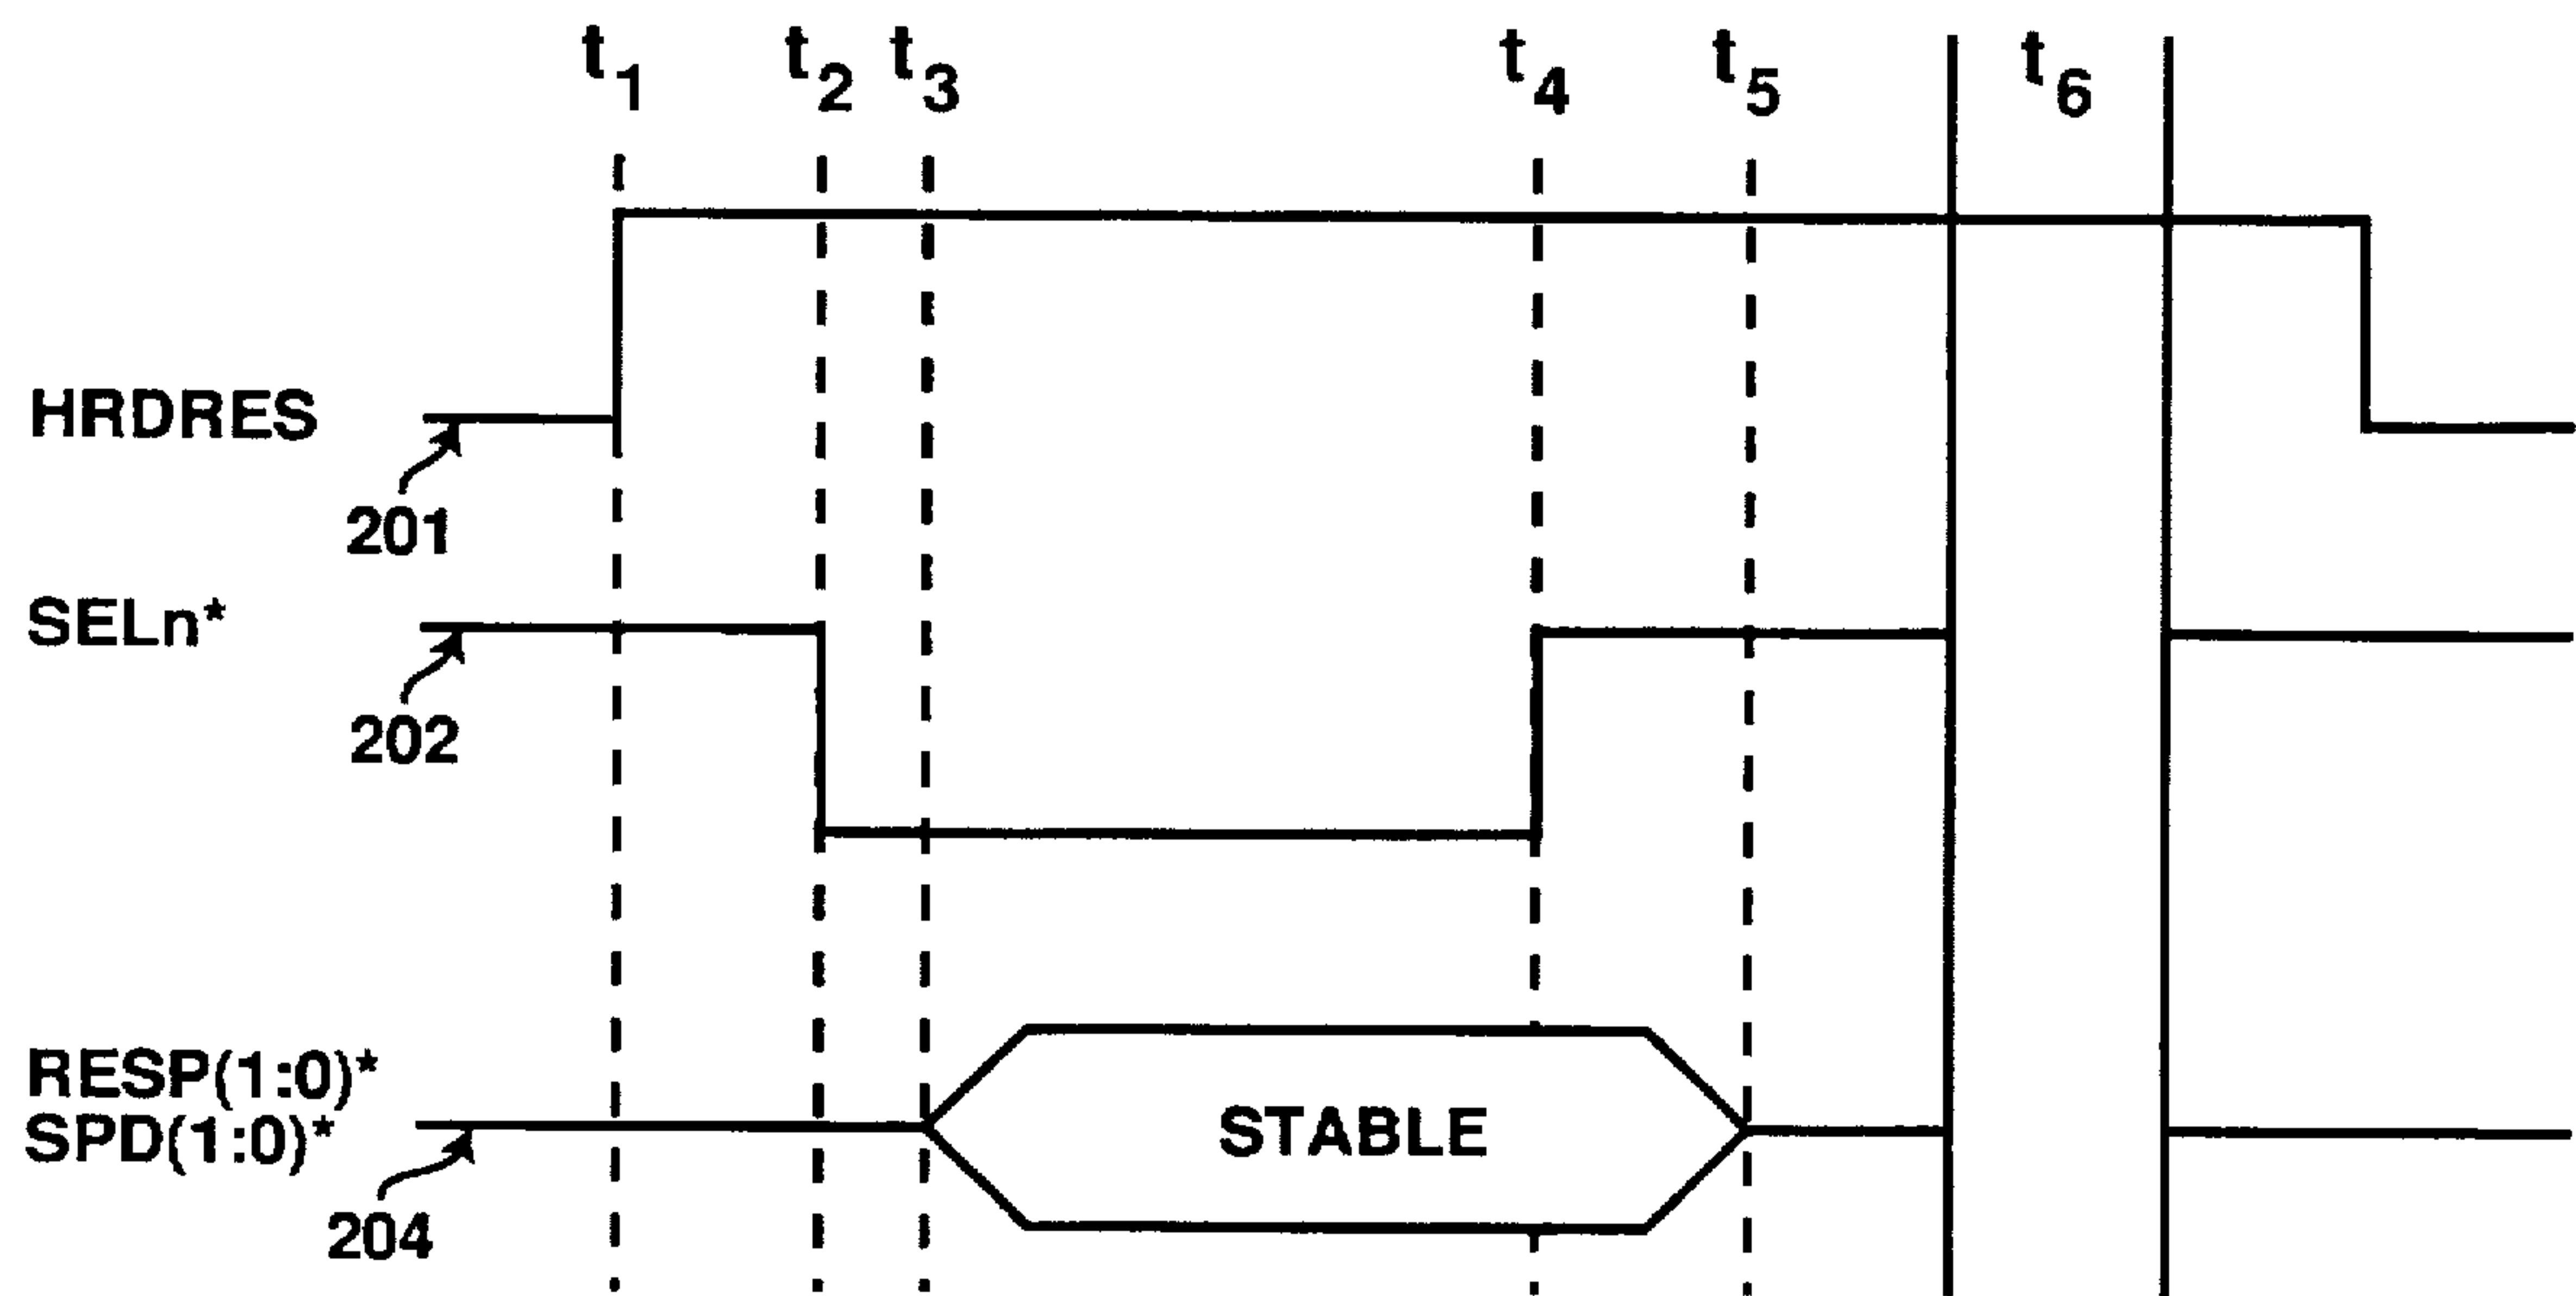 t1 t2 t3 t4 t5 t6
HRDRES
201
SELn*
202
RESP(1:0)*
SPD(1:0)*
STABLE
204